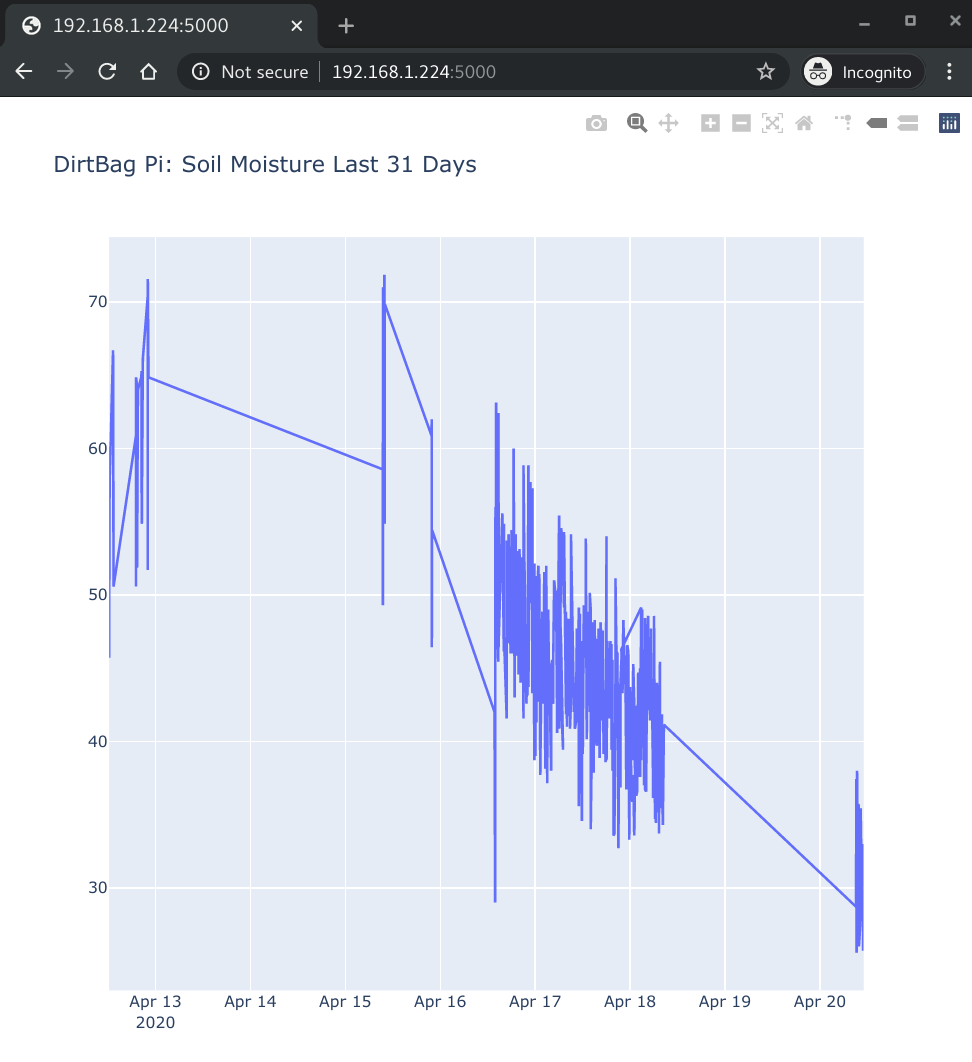 192.168.1.224:5000
Not secure 192.168.1.224:5000 Incognito
DirtBag Pi: Soil Moisture Last 31 Days
70
60
50
40
30
Apr 13 Apr 14 Apr 15 Apr 16 Apr 17 Apr 18 Apr 19 Apr 20
2020